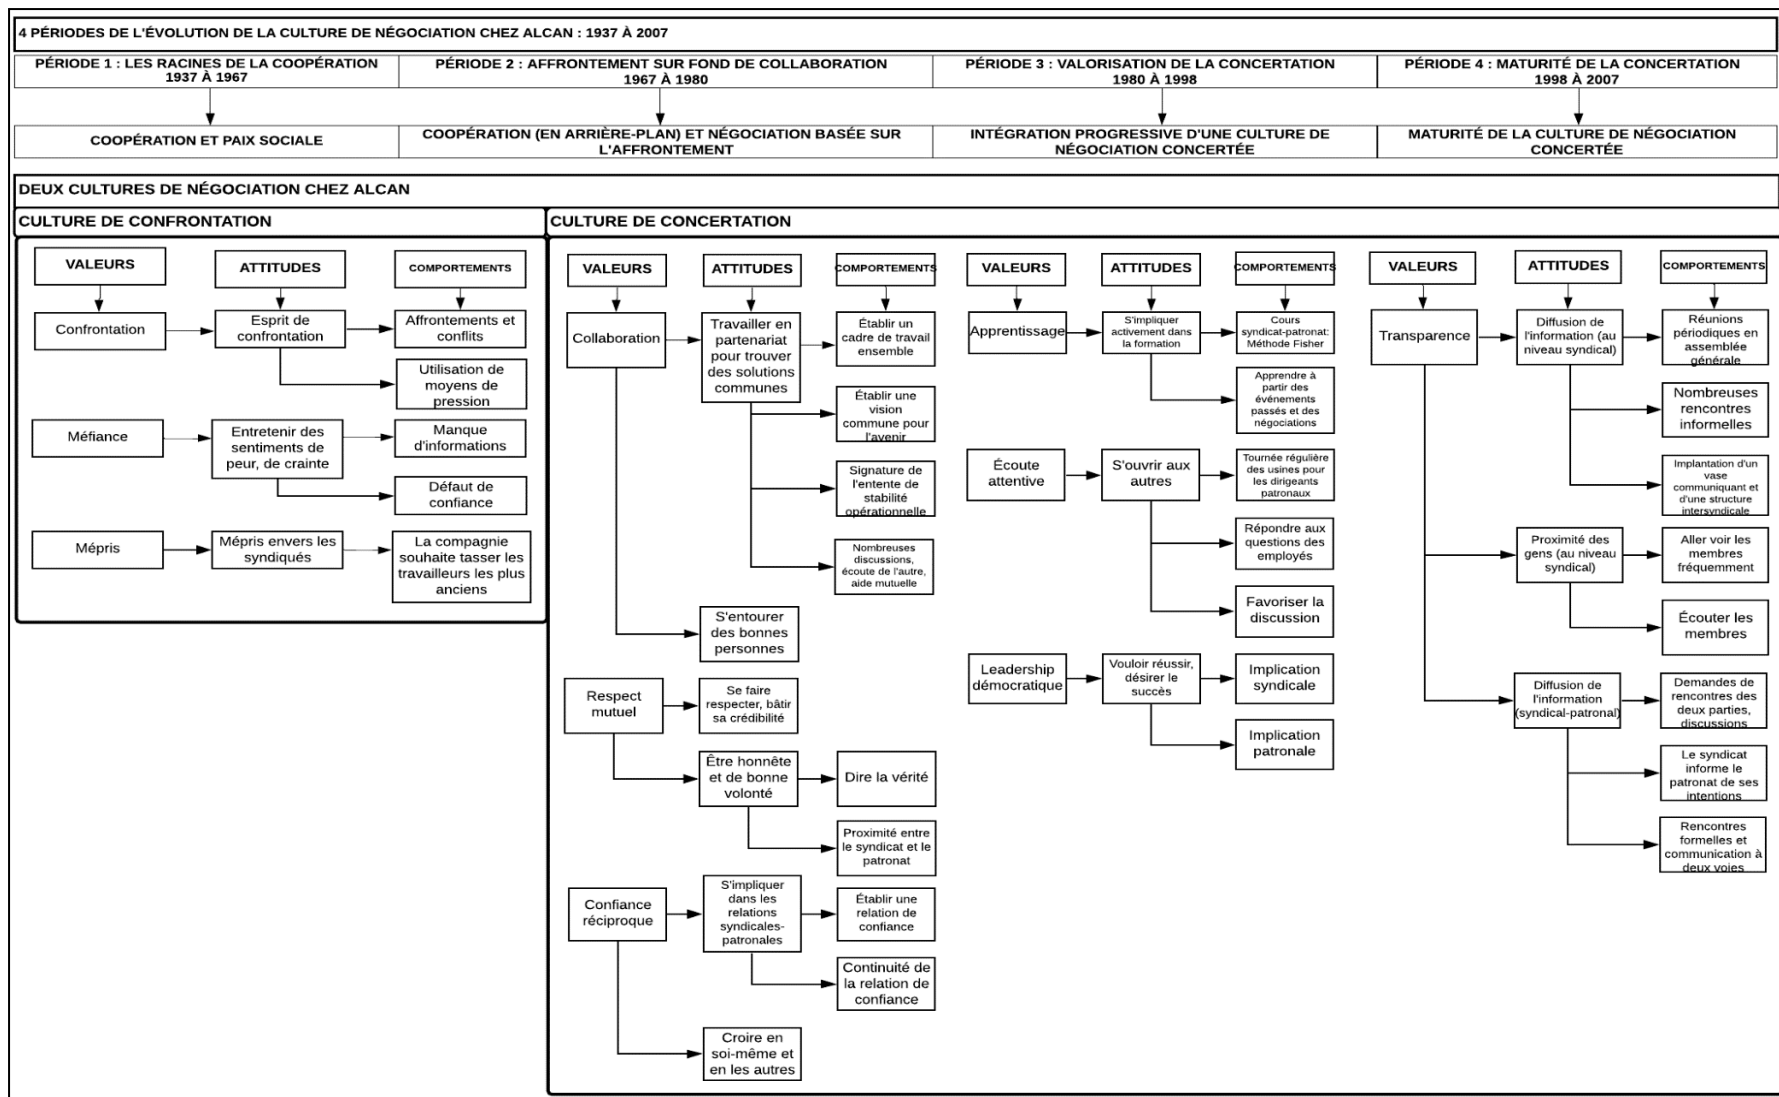 4 PÉRIODES DE L'ÉVOLUTION DE LA CULTURE DE NÉGOCIATION CHEZ ALCAN : 1937 À 2007
PÉRIODE 1 : LES RACINES DE LA COOPÉRATION
1937 À 1967
PÉRIODE 2 : AFFRONTEMENT SUR FOND DE COLLABORATION
1967 À 1980
PÉRIODE 3 : VALORISATION DE LA CONCERTATION
1980 À 1998
PÉRIODE 4 : MATURITÉ DE LA CONCERTATION
1998 À 2007
COOPÉRATION ET PAIX SOCIALE
COOPÉRATION (EN ARRIÈRE-PLAN) ET NÉGOCIATION BASÉE SUR
L'AFFRONTEMENT
INTÉGRATION PROGRESSIVE D'UNE CULTURE DE
NÉGOCIATION CONCERTÉE
MATURITÉ DE LA CULTURE DE NÉGOCIATION
CONCERTÉE
DEUX CULTURES DE NÉGOCIATION CHEZ ALCAN
CULTURE DE CONFRONTATION
VALEURS
ATTITUDES
COMPORTEMENTS
Confrontation
Esprit de
confrontation
Affrontements et
conflits
Utilisation de
moyens de
pression
Méfiance
Entretenir des
sentiments de
peur, de crainte
Manque
d'informations
Défaut de
confiance
Mépris
Mépris envers les
syndiqués
La compagnie
souhaite tasser les
travailleurs les plus
anciens
CULTURE DE CONCERTATION
VALEURS
ATTITUDES
COMPORTEMENTS
Collaboration
Travailler en
partenariat
pour trouver
des solutions
communes
Établir un
cadre de travail
ensemble
Établir une
vision
commune pour
l'avenir
Signature de
l'entente de
stabilité
opérationnelle
Nombreuses
discussions,
écoute de l'autre,
aide mutuelle
S'entourer
des bonnes
personnes
Respect
mutuel
Se faire
respecter, bâtir
sa crédibilité
Être honnête
et de bonne
volonté
Dire la vérité
Proximité entre
le syndicat et le
patronat
Confiance
réciproque
S'impliquer
dans les
relations
syndicales-
patronales
Établir une
relation de
confiance
Continuité de
la relation de
confiance
Croire en
soi-même et
en les autres
VALEURS
ATTITUDES
COMPORTEMENTS
Apprentissage
S'impliquer
activement dans
la formation
Cours
syndicat-patronat:
Méthode Fisher
Apprendre à
partir des
événements
passés et des
négociations
Écoute
attentive
S'ouvrir aux
autres
Tournée régulière
des usines pour
les dirigeants
patronaux
Répondre aux
questions des
employés
Favoriser la
discussion
Leadership
démocratique
Vouloir réussir,
désirer le
succès
Implication
syndicale
Implication
patronale
VALEURS
ATTITUDES
COMPORTEMENTS
Transparence
Diffusion de
l'information (au
niveau syndical)
Réunions
périodiques en
assemblée
générale
Nombreuses
rencontres
informelles
Implantation d'un
vase
communiquant et
d'une structure
intersyndicale
Proximité des
gens (au niveau
syndical)
Aller voir les
membres
fréquemment
Écouter les
membres
Diffusion de
l'information
(syndical-patronal)
Demandes de
rencontres des
deux parties,
discussions
Le syndicat
informe le
patronat de ses
intentions
Rencontres
formelles et
communication à
deux voies